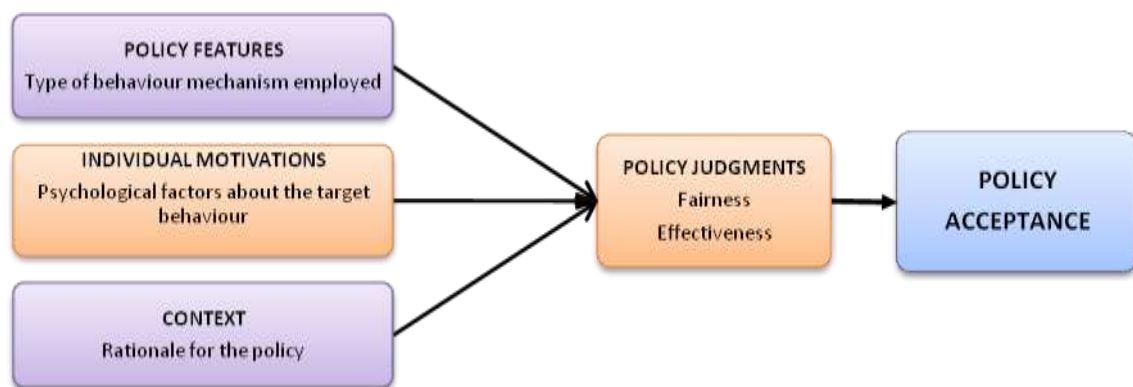 POLICY FEATURES
Type of behaviour mechanism employed
INDIVIDUAL MOTIVATIONS
Psychological factors about the target
behaviour
CONTEXT
Rationale for the policy
POLICY JUDGMENTS
Fairness
Effectiveness
POLICY
ACCEPTANCE